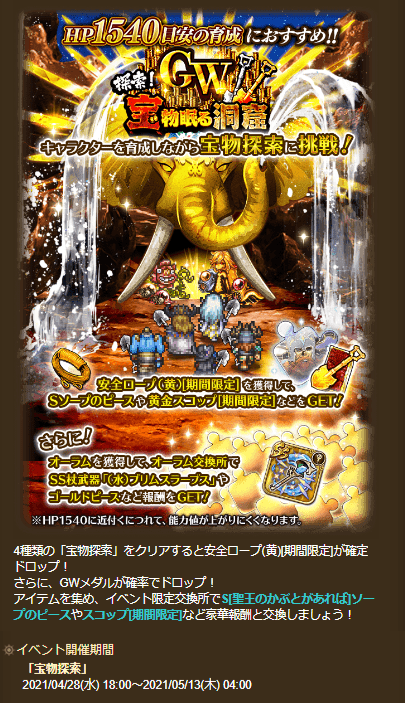 HP1540目安の育成におすすめ!!
探索!GW
宝物眠る洞窟
キャラクターを育成しながら宝物探索に挑戦!
安全ロープ(黄)[期間限定]を獲得して、
Sソープのピースや黄金スコップ[期間限定]などをGET!
さらに!
オーラムを獲得して、オーラム交換所で
SS杖武器「(水)プリムスラープス」や
ゴールドピースなど報酬をGET!
SS
※HP1540に近付くにつれて、能力値が上がりにくくなります。
4種類の「宝物探索」をクリアすると安全ロープ(黄)[期間限定]が確定
ドロップ！
さらに、GWメダルが確率でドロップ！
アイテムを集め、イベント限定交換所でS[聖王のかぶとがあれば]ソー
プのピースやスコップ[期間限定]など豪華報酬と交換しましょう！
イベント開催期間
「宝物探索」
2021/04/28(水) 18:00～2021/05/13(木) 04:00